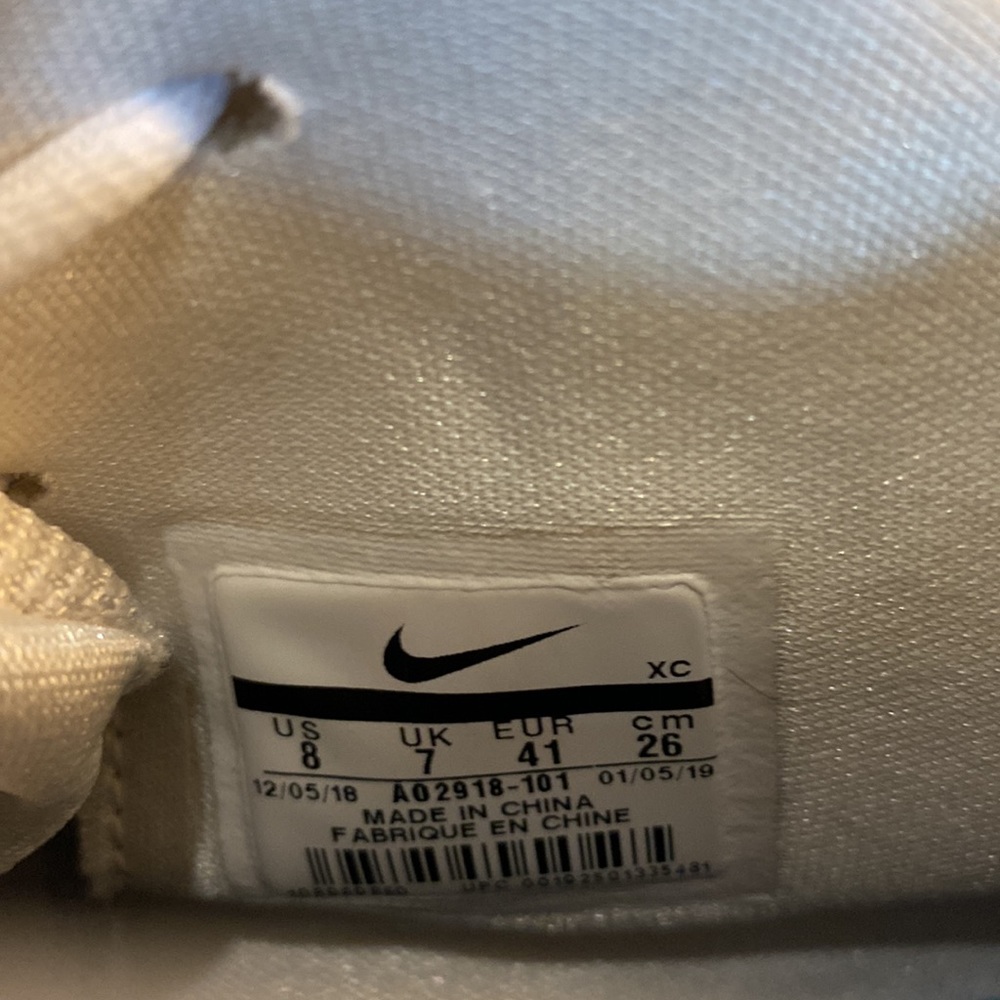 XC
US UK EUR cm
8 7 41 26
12/05/18 AO2918-101 01/05/19
MADE IN CHINA
FABRIQUE EN CHINE
UPC